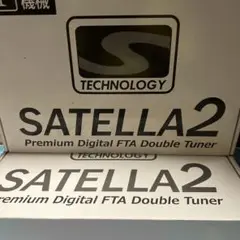 機械
TECHNOLOGY
SATELLA2
Premium Digital FTA Double Tuner
TECHNOLOGY
SATELLA2
Premium Digital FTA Double Tuner